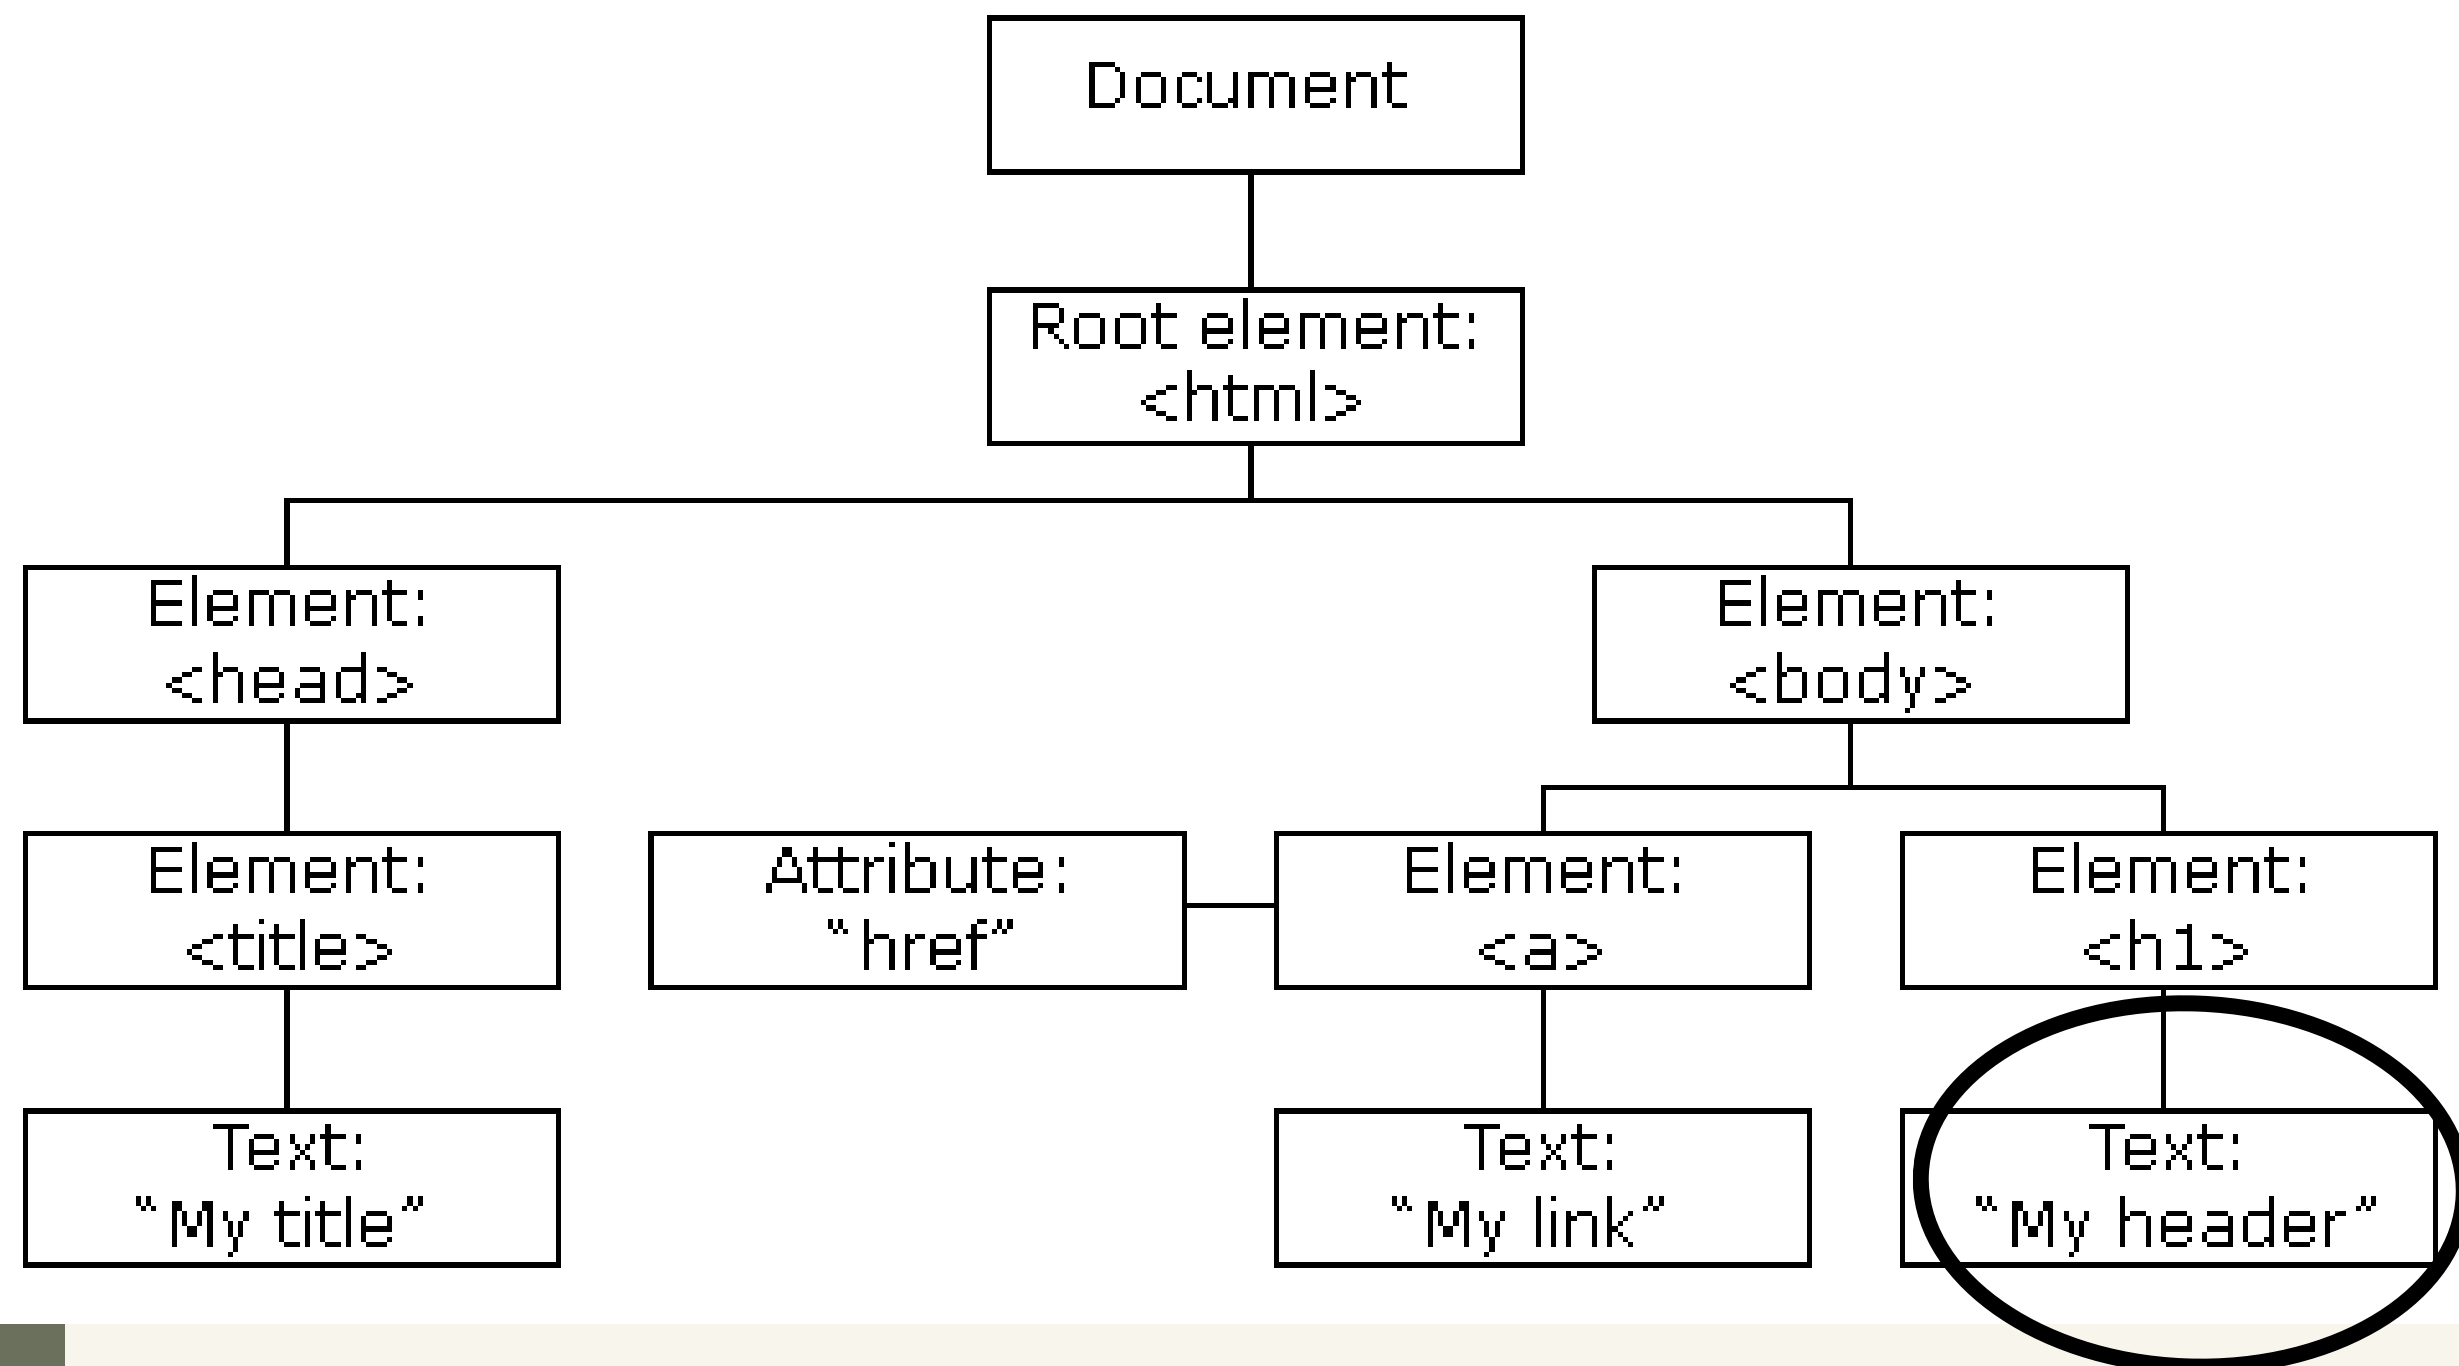 Document
Root element:
<html>
Element:
<head>
Element:
<body>
Element:
<title>
Attribute:
“href”
Element:
<a>
Element:
<h1>
Text:
“My title”
Text:
“My link”
Text:
“My header”